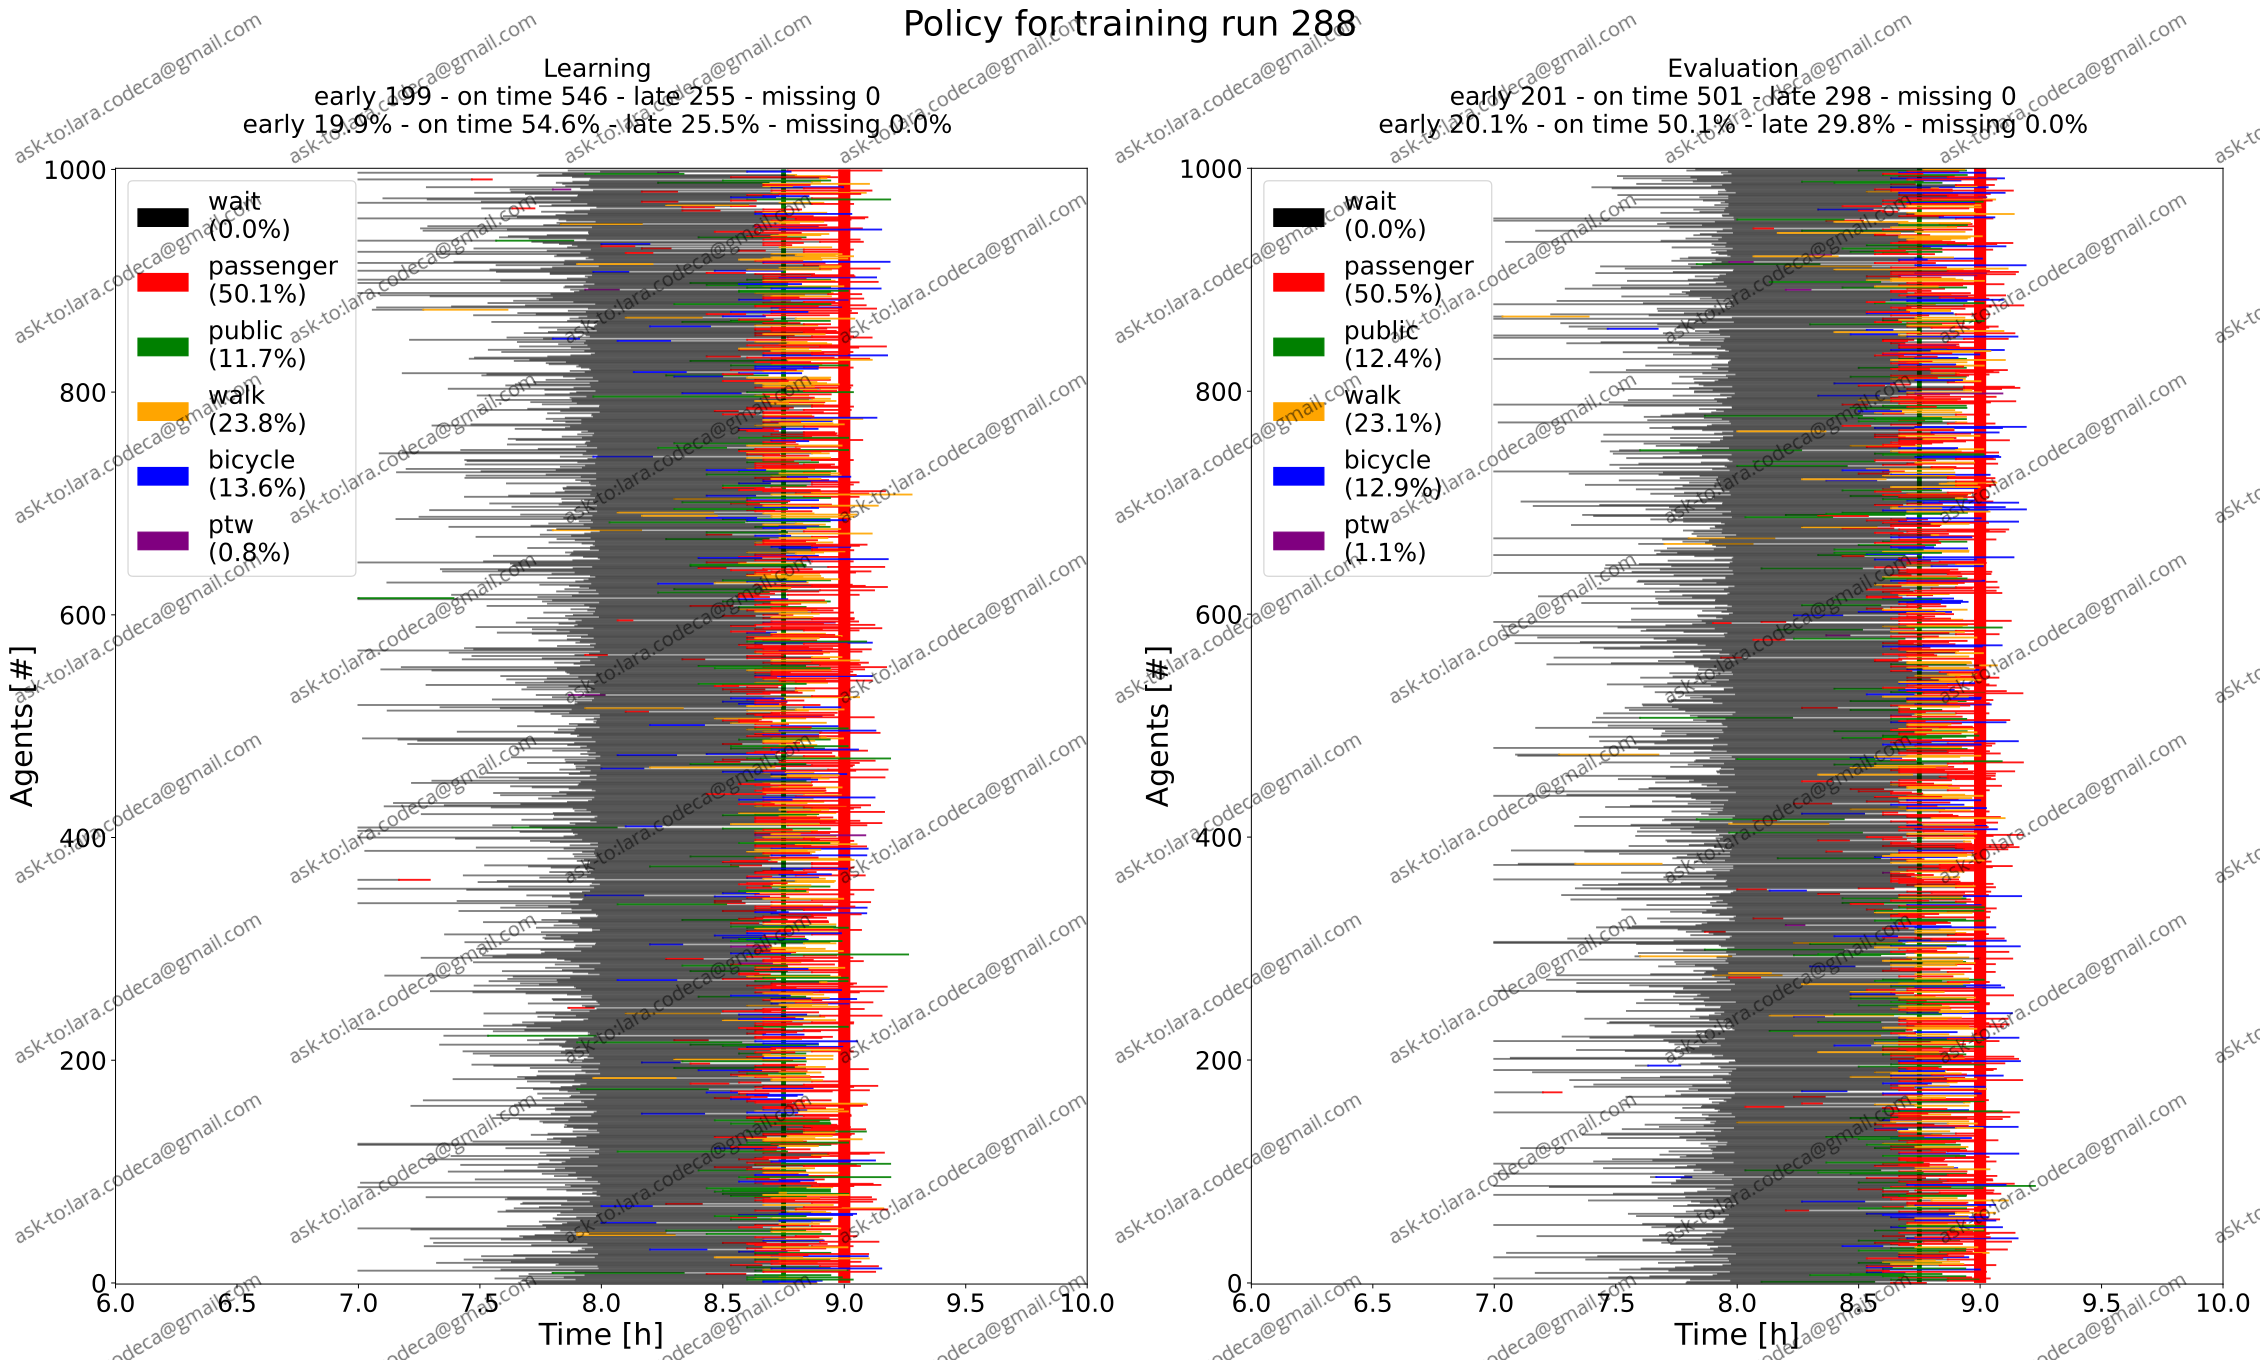 Policy for training run 288
Learning
early 199 - on time 546 - late 255 - missing 0
early 19.9% - on time 54.6% - late 25.5% - missing 0.0%
1000
800
600
400
200
0
Agents [#]
wait
(0.0%)
passenger
(50.1%)
public
(11.7%)
walk
(23.8%)
bicycle
(13.6%)
ptw
(0.8%)
6.0 6.5 7.0 7.5 8.0 8.5 9.0 9.5 10.0
Time [h]
Evaluation
early 201 - on time 501 - late 298 - missing 0
early 20.1% - on time 50.1% - late 29.8% - missing 0.0%
1000
800
600
400
200
0
Agents [#]
wait
(0.0%)
passenger
(50.5%)
public
(12.4%)
walk
(23.1%)
bicycle
(12.9%)
ptw
(1.1%)
6.0 6.5 7.0 7.5 8.0 8.5 9.0 9.5 10.0
Time [h]
ask-to:lara.codeca@gmail.com